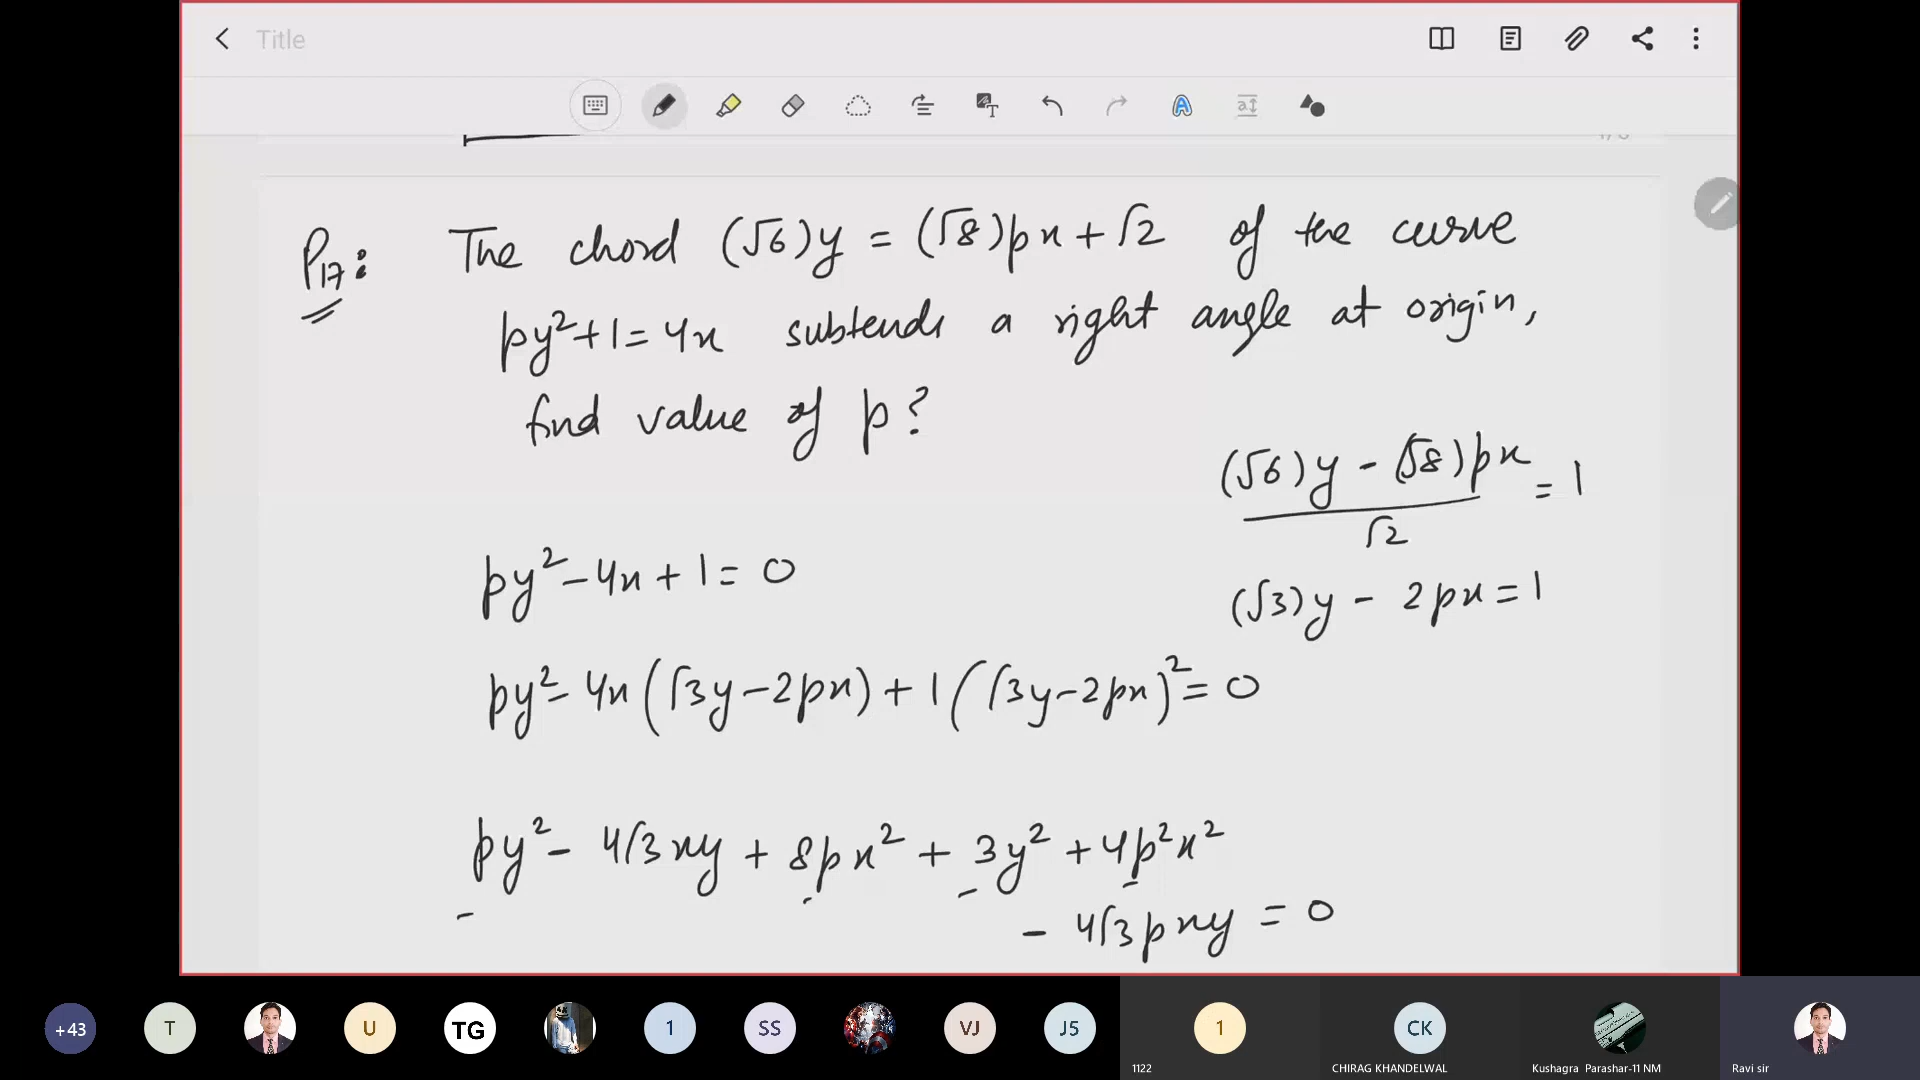 Title
P17: The chord (√6)y = (√8)px + √2 of the curve
py² + 1 = 4x subtends a right angle at origin,
find value of p?
(√6)y - (√8)px / √2 = 1
py² - 4x + 1 = 0
(√3)y - 2px = 1
py² - 4x(√3y - 2px) + 1(√3y - 2px)² = 0
py² - 4√3xy + 8px² + 3y² + 4p²x²
- 4√3pxy = 0
+43
T
U
TG
1
SS
VJ
J5
1
1122
CK
CHIRAG KHANDELWAL
Kushagra Parashar-11 NM
Ravi sir